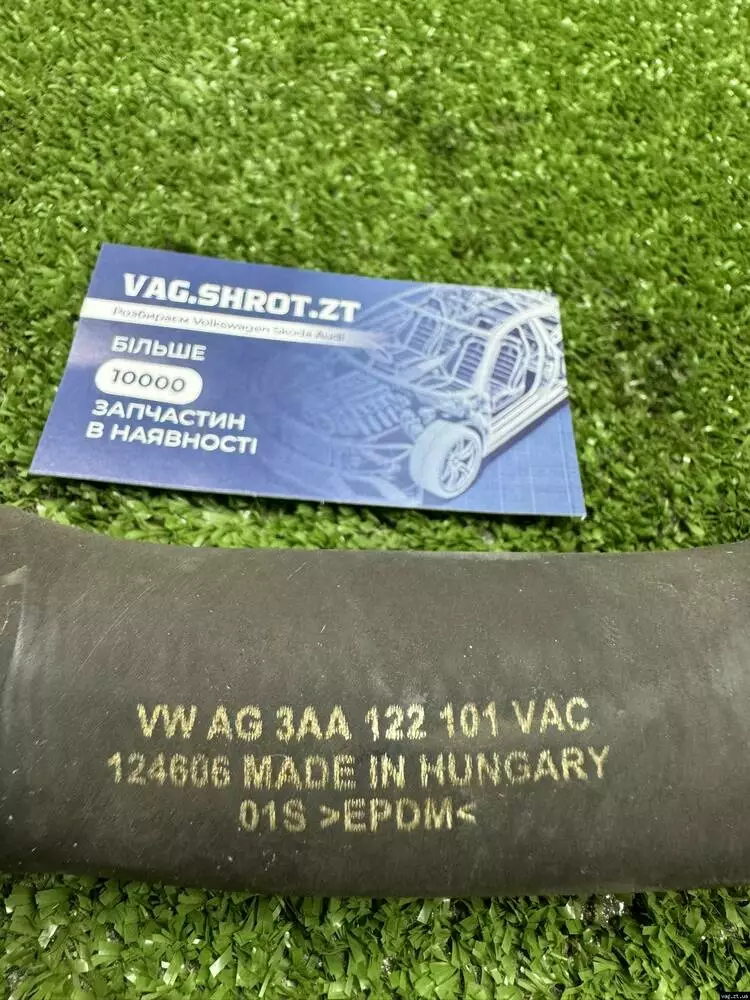 VAG.SHROT.ZT
Розбираєм Volkswagen Skoda Audi
БІЛЬШЕ
10000
ЗАПЧАСТИН
В НАЯВНОСТІ
VW AG 3AA 122 101 VAC
124606 MADE IN HUNGARY
01S >EPDM<
vag.zt.ua